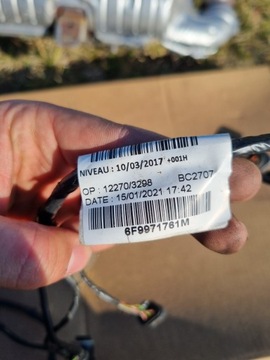 NIVEAU : 10/03/2017 +001H
OP : 12270/3298 BC2707
DATE : 15/01/2021 17:42
6F9971761M